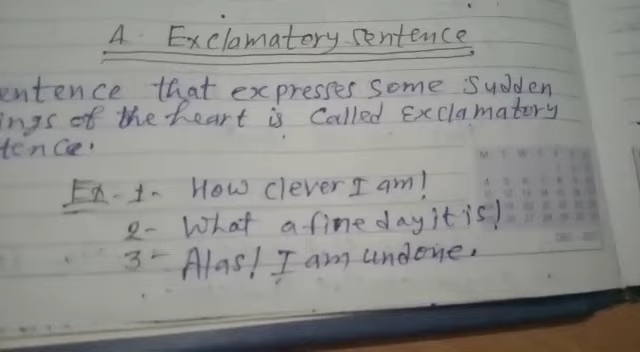 4. Exclamatory sentence
entence that expresses some sudden
ings of the heart is called Exclamatory
tence.
Ex- 1- How clever I am!
2- What a fine day it is!
3- Alas! I am undone.